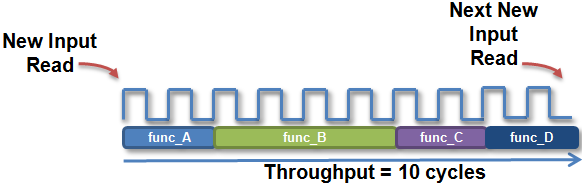 New Input
Read
Next New
Input
Read
func_A
func_B
func_C
func_D
Throughput = 10 cycles